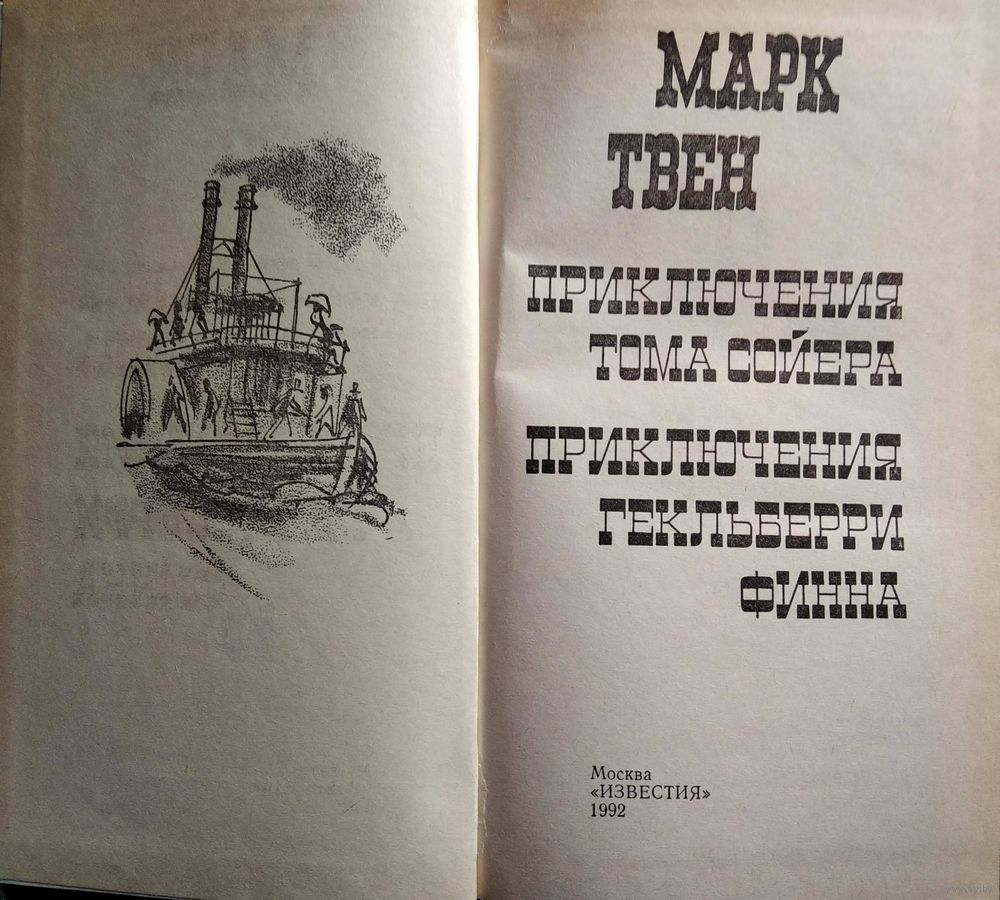 МАРК
ТВЕН
ПРИКЛЮЧЕНИЯ
ТОМА СОЙЕРА
ПРИКЛЮЧЕНИЯ
ГЕКЛЬБЕРРИ
ФИННА
Москва
«ИЗВЕСТИЯ»
1992